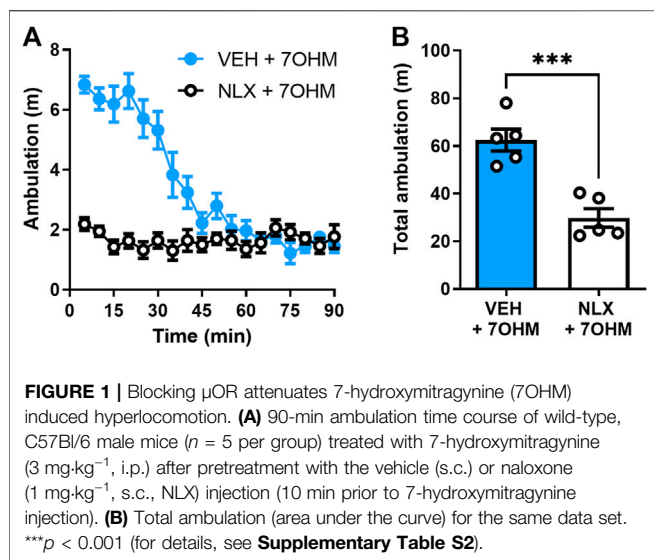 A
Ambulation (m)
8
6
4
2
0
VEH + 7OHM
NLX + 7OHM
0 15 30 45 60 75 90
Time (min)
B
Total ambulation (m)
100
80
60
40
20
0
***
VEH
+ 7OHM
NLX
+ 7OHM
FIGURE 1 | Blocking µOR attenuates 7-hydroxymitragynine (7OHM)
induced hyperlocomotion. (A) 90-min ambulation time course of wild-type,
C57Bl/6 male mice (n = 5 per group) treated with 7-hydroxymitragynine
(3 mg·kg⁻¹, i.p.) after pretreatment with the vehicle (s.c.) or naloxone
(1 mg·kg⁻¹, s.c., NLX) injection (10 min prior to 7-hydroxymitragynine
injection). (B) Total ambulation (area under the curve) for the same data set.
***p < 0.001 (for details, see Supplementary Table S2).